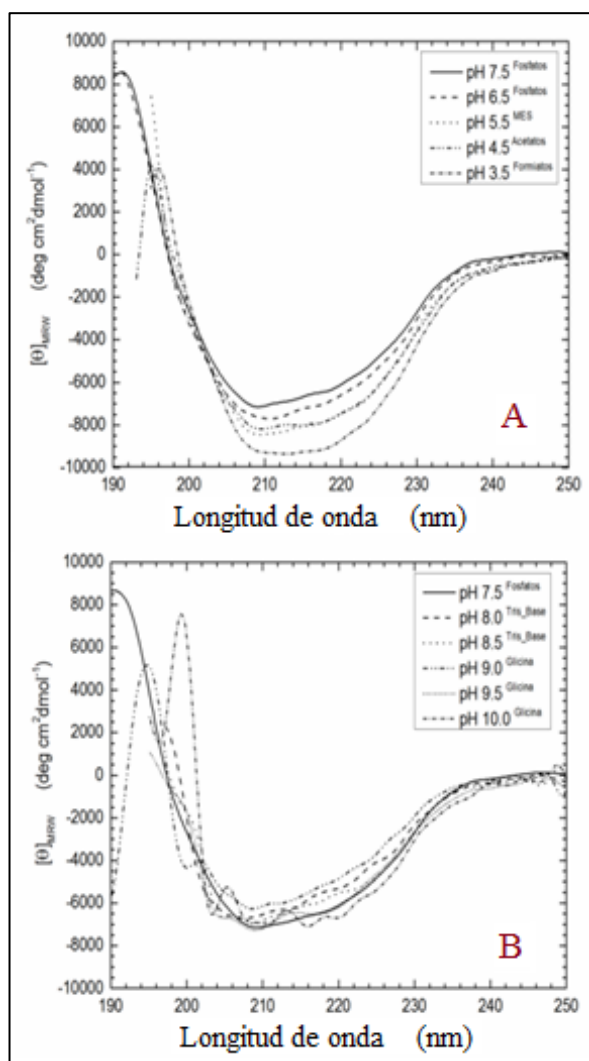 10000
8000
6000
4000
2000
0
-2000
-4000
-6000
-8000
-10000
[θ]MRW (deg cm²dmol⁻¹)
pH 7.5 Fosfatos
pH 6.5 Fosfatos
pH 5.5 MES
pH 4.5 Acetatos
pH 3.5 Formiatos
A
190 200 210 220 230 240 250
Longitud de onda (nm)
10000
8000
6000
4000
2000
0
-2000
-4000
-6000
-8000
-10000
[θ]MRW (deg cm²dmol⁻¹)
pH 7.5 Fosfatos
pH 8.0 Tris_Base
pH 8.5 Tris_Base
pH 9.0 Glicina
pH 9.5 Glicina
pH 10.0 Glicina
B
190 200 210 220 230 240 250
Longitud de onda (nm)